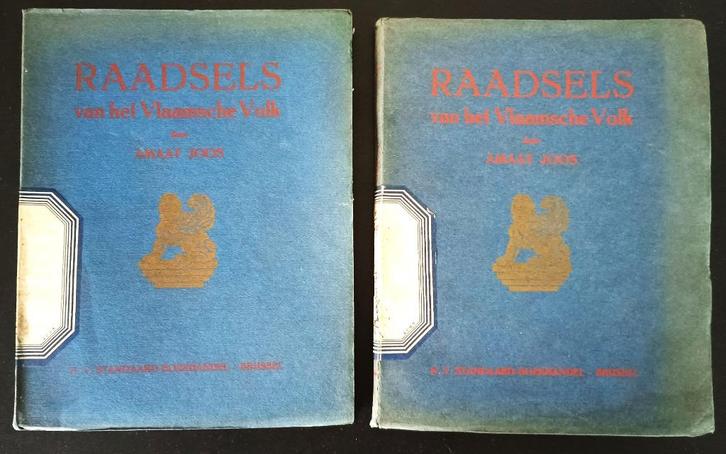 RAADSELS
van het Vlaamsche Volk
door
AMAAT JOOS
N. V. STANDAARD-BOEKHANDEL - BRUSSEL
RAADSELS
van het Vlaamsche Volk
door
AMAAT JOOS
N. V. STANDAARD-BOEKHANDEL - BRUSSEL